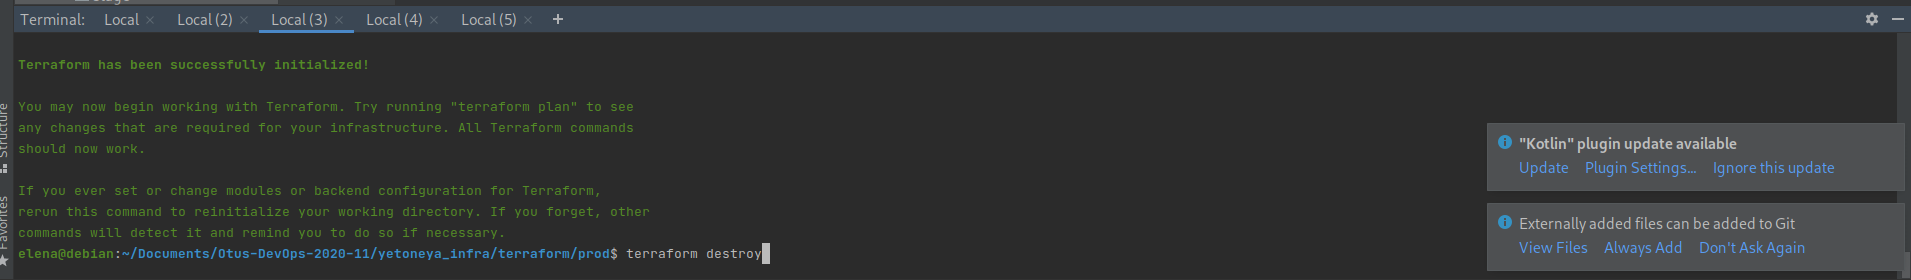 Terminal: Local × Local (2) × Local (3) × Local (4) × Local (5) × +
Terraform has been successfully initialized!
You may now begin working with Terraform. Try running "terraform plan" to see
any changes that are required for your infrastructure. All Terraform commands
should now work.
If you ever set or change modules or backend configuration for Terraform,
rerun this command to reinitialize your working directory. If you forget, other
commands will detect it and remind you to do so if necessary.
elena@debian:~/Documents/Otus-DevOps-2020-11/yetoneya_infra/terraform/prod$ terraform destroy
Structure
Favorites
"Kotlin" plugin update available
Update Plugin Settings... Ignore this update
Externally added files can be added to Git
View Files Always Add Don't Ask Again